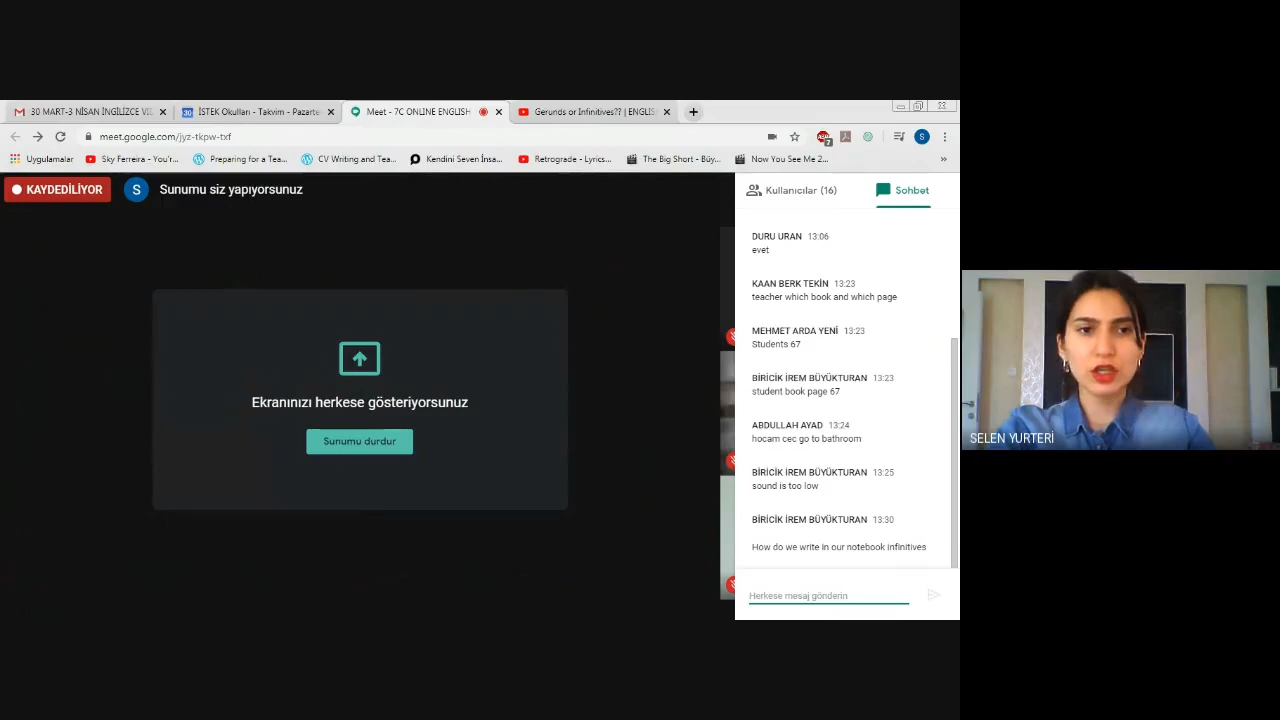 30 MART-3 NİSAN İNGİLİZCE Vİ
İSTEK Okulları - Takvim - Pazarte
Meet - 7C ONLINE ENGLISH
Gerunds or Infinitives?? | ENGLIS
meet.google.com/jyz-tkpw-txf
Uygulamalar
Sky Ferreira - You'r...
Preparing for a Tea...
CV Writing and Tea...
Kendini Seven İnsa...
Retrograde - Lyrics...
The Big Short - Büy...
Now You See Me 2...
»
KAYDEDİLİYOR
S
Sunumu siz yapıyorsunuz
Kullanıcılar (16)
Sohbet
DURU URAN 13:06
evet
KAAN BERK TEKİN 13:23
teacher which book and which page
MEHMET ARDA YENİ 13:23
Students 67
BİRİCİK İREM BÜYÜKTURAN 13:23
student book page 67
ABDULLAH AYAD 13:24
hocam cec go to bathroom
BİRİCİK İREM BÜYÜKTURAN 13:25
sound is too low
BİRİCİK İREM BÜYÜKTURAN 13:30
How do we write in our notebook infinitives
Herkese mesaj gönderin
Ekranınızı herkese gösteriyorsunuz
Sunumu durdur
SELEN YURTERİ